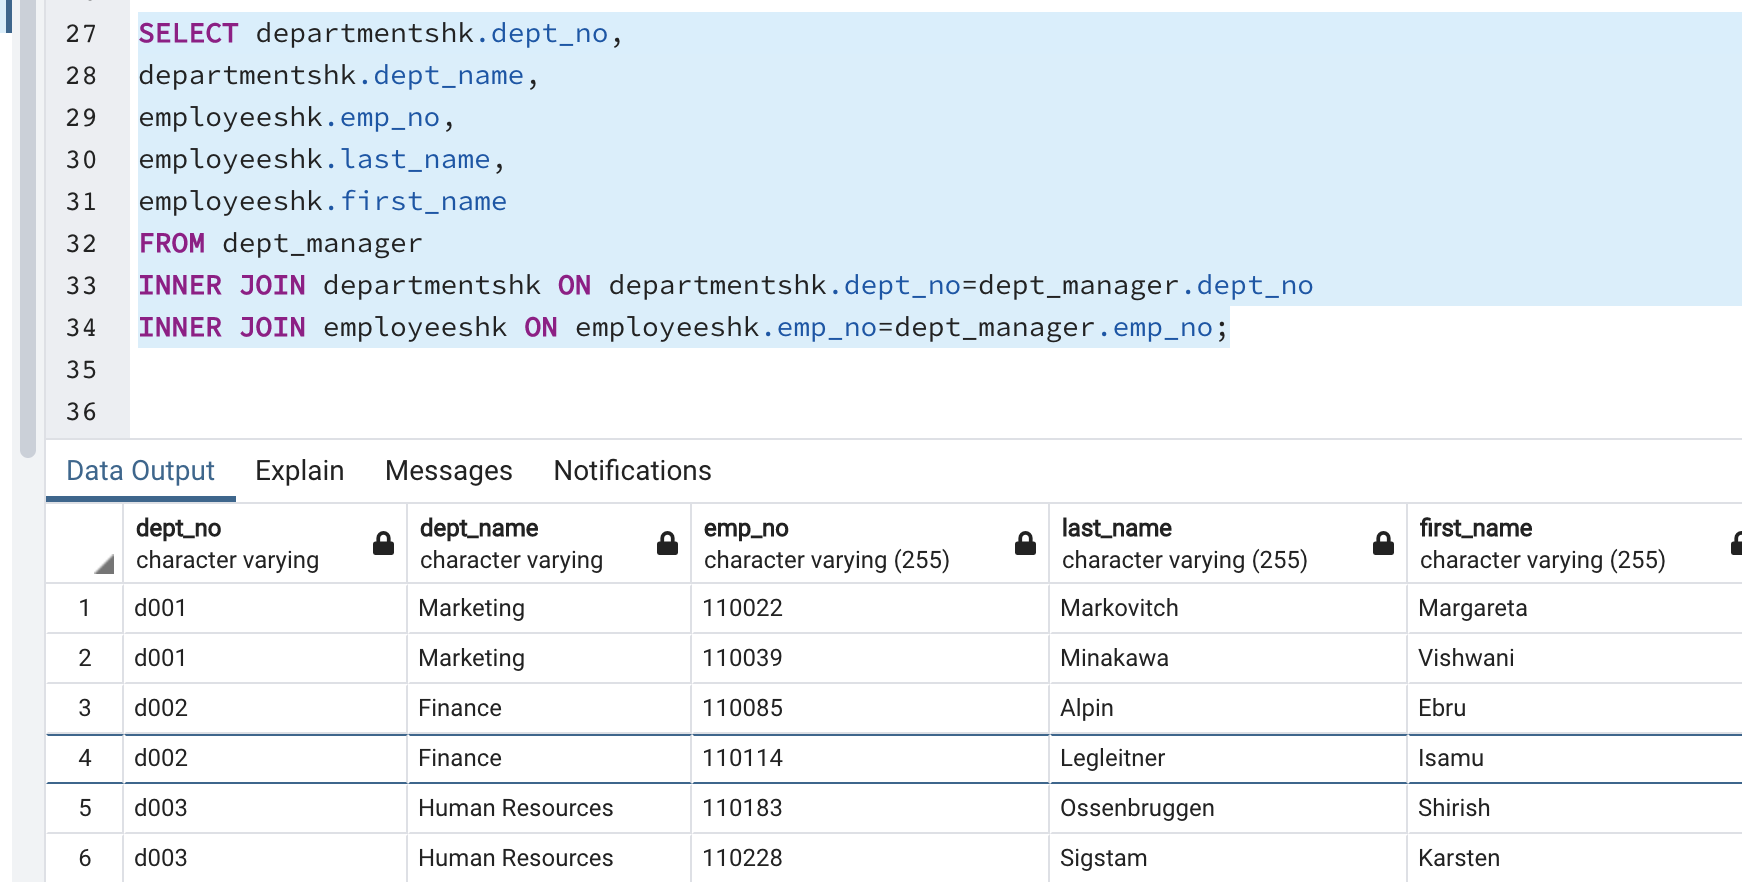 27 SELECT departmentshk.dept_no,
28 departmentshk.dept_name,
29 employeeshk.emp_no,
30 employeeshk.last_name,
31 employeeshk.first_name
32 FROM dept_manager
33 INNER JOIN departmentshk ON departmentshk.dept_no=dept_manager.dept_no
34 INNER JOIN employeeshk ON employeeshk.emp_no=dept_manager.emp_no;
35
36
Data Output Explain Messages Notifications
dept_no dept_name emp_no last_name first_name
character varying character varying character varying (255) character varying (255) character varying (255)
1 d001 Marketing 110022 Markovitch Margareta
2 d001 Marketing 110039 Minakawa Vishwani
3 d002 Finance 110085 Alpin Ebru
4 d002 Finance 110114 Legleitner Isamu
5 d003 Human Resources 110183 Ossenbruggen Shirish
6 d003 Human Resources 110228 Sigstam Karsten